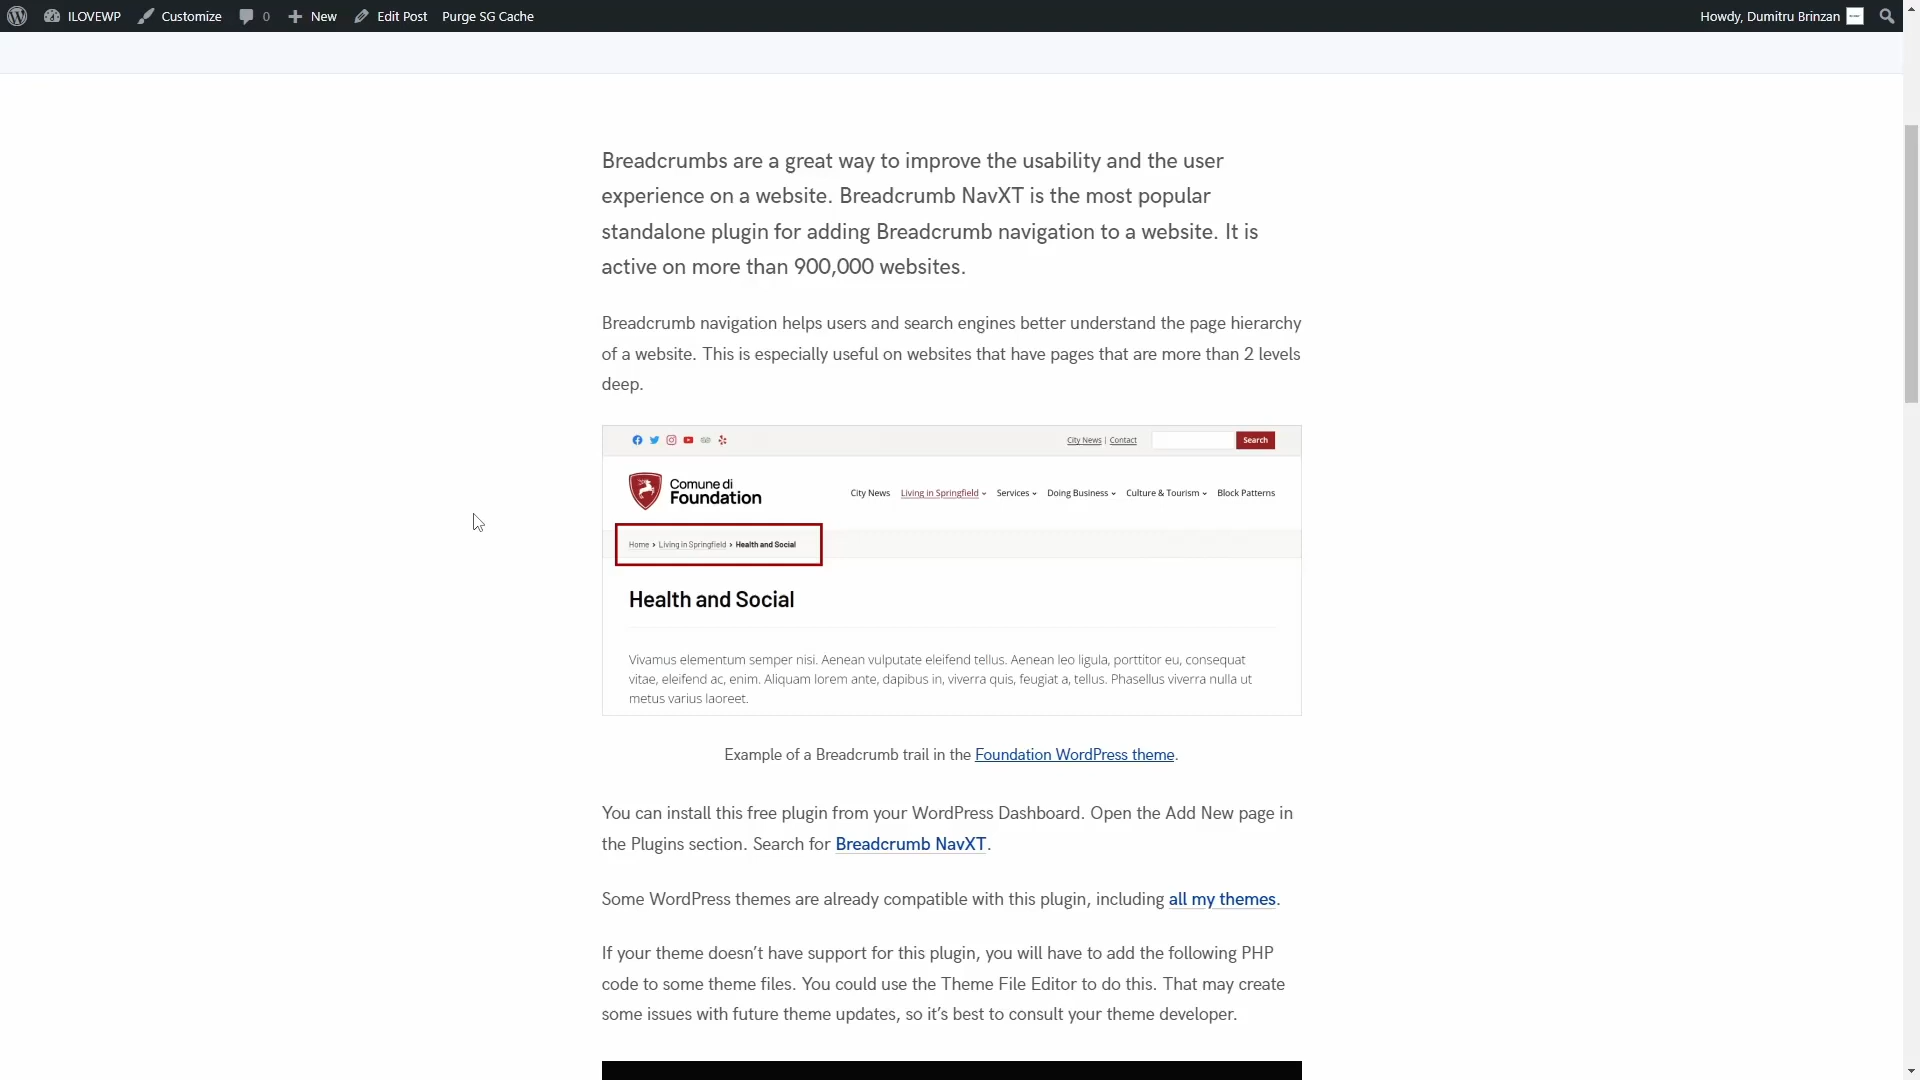 ILOVEWP Customize 0 New Edit Post Purge SG Cache Howdy, Dumitru Brinzan
Breadcrumbs are a great way to improve the usability and the user
experience on a website. Breadcrumb NavXT is the most popular
standalone plugin for adding Breadcrumb navigation to a website. It is
active on more than 900,000 websites.
Breadcrumb navigation helps users and search engines better understand the page hierarchy
of a website. This is especially useful on websites that have pages that are more than 2 levels
deep.
City News | Contact Search
Comune di
Foundation
City News Living in Springfield Services Doing Business Culture & Tourism Block Patterns
Home › Living in Springfield › Health and Social
Health and Social
Vivamus elementum semper nisi. Aenean vulputate eleifend tellus. Aenean leo ligula, porttitor eu, consequat
vitae, eleifend ac, enim. Aliquam lorem ante, dapibus in, viverra quis, feugiat a, tellus. Phasellus viverra nulla ut
metus varius laoreet.
Example of a Breadcrumb trail in the Foundation WordPress theme.
You can install this free plugin from your WordPress Dashboard. Open the Add New page in
the Plugins section. Search for Breadcrumb NavXT.
Some WordPress themes are already compatible with this plugin, including all my themes.
If your theme doesn’t have support for this plugin, you will have to add the following PHP
code to some theme files. You could use the Theme File Editor to do this. That may create
some issues with future theme updates, so it’s best to consult your theme developer.